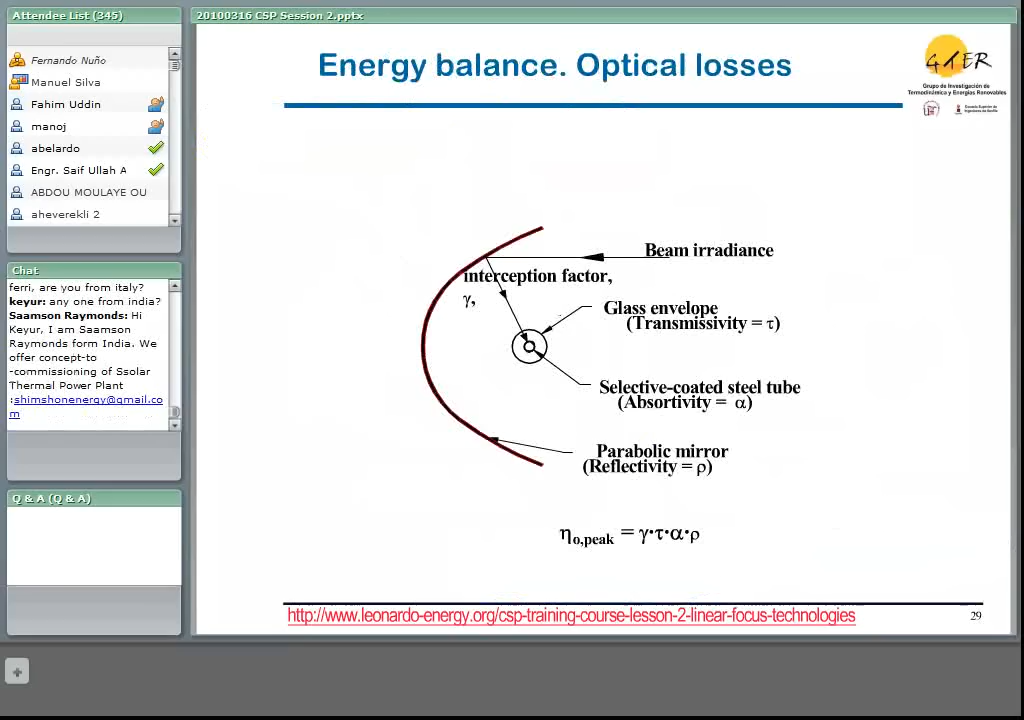 Attendee List (345)
Fernando Nuño
Manuel Silva
Fahim Uddin
manoj
abelardo
Engr. Saif Ullah A
ABDOU MOULAYE OU
aheverekli 2
Chat
ferri, are you from italy?
keyur: any one from india?
Saamson Raymonds: Hi
Keyur, I am Saamson
Raymonds form India. We
offer concept-to
-commissioning of Ssolar
Thermal Power Plant
:shimshonenergy@gmail.co
m
Q & A (Q & A)
20100316 CSP Session 2.pptx
Energy balance. Optical losses
GTER
Grupo de Investigación de
Termodinámica y Energías Renovables
Beam irradiance
interception factor,
γ,
Glass envelope
(Transmissivity = τ)
Selective-coated steel tube
(Absortivity = α)
Parabolic mirror
(Reflectivity = ρ)
ηo,peak = γ·τ·α·ρ
http://www.leonardo-energy.org/csp-training-course-lesson-2-linear-focus-technologies
29